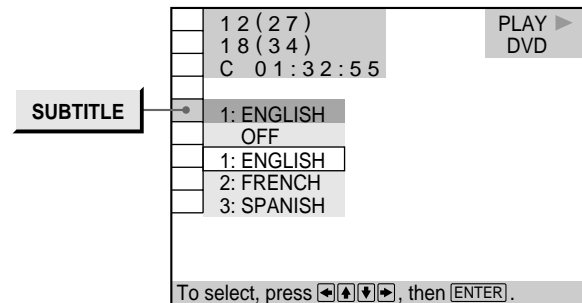 12(27)
18(34)
C 01:32:55
PLAY ▶
DVD
SUBTITLE
1: ENGLISH
OFF
1: ENGLISH
2: FRENCH
3: SPANISH
To select, press ←↑↓→, then ENTER.